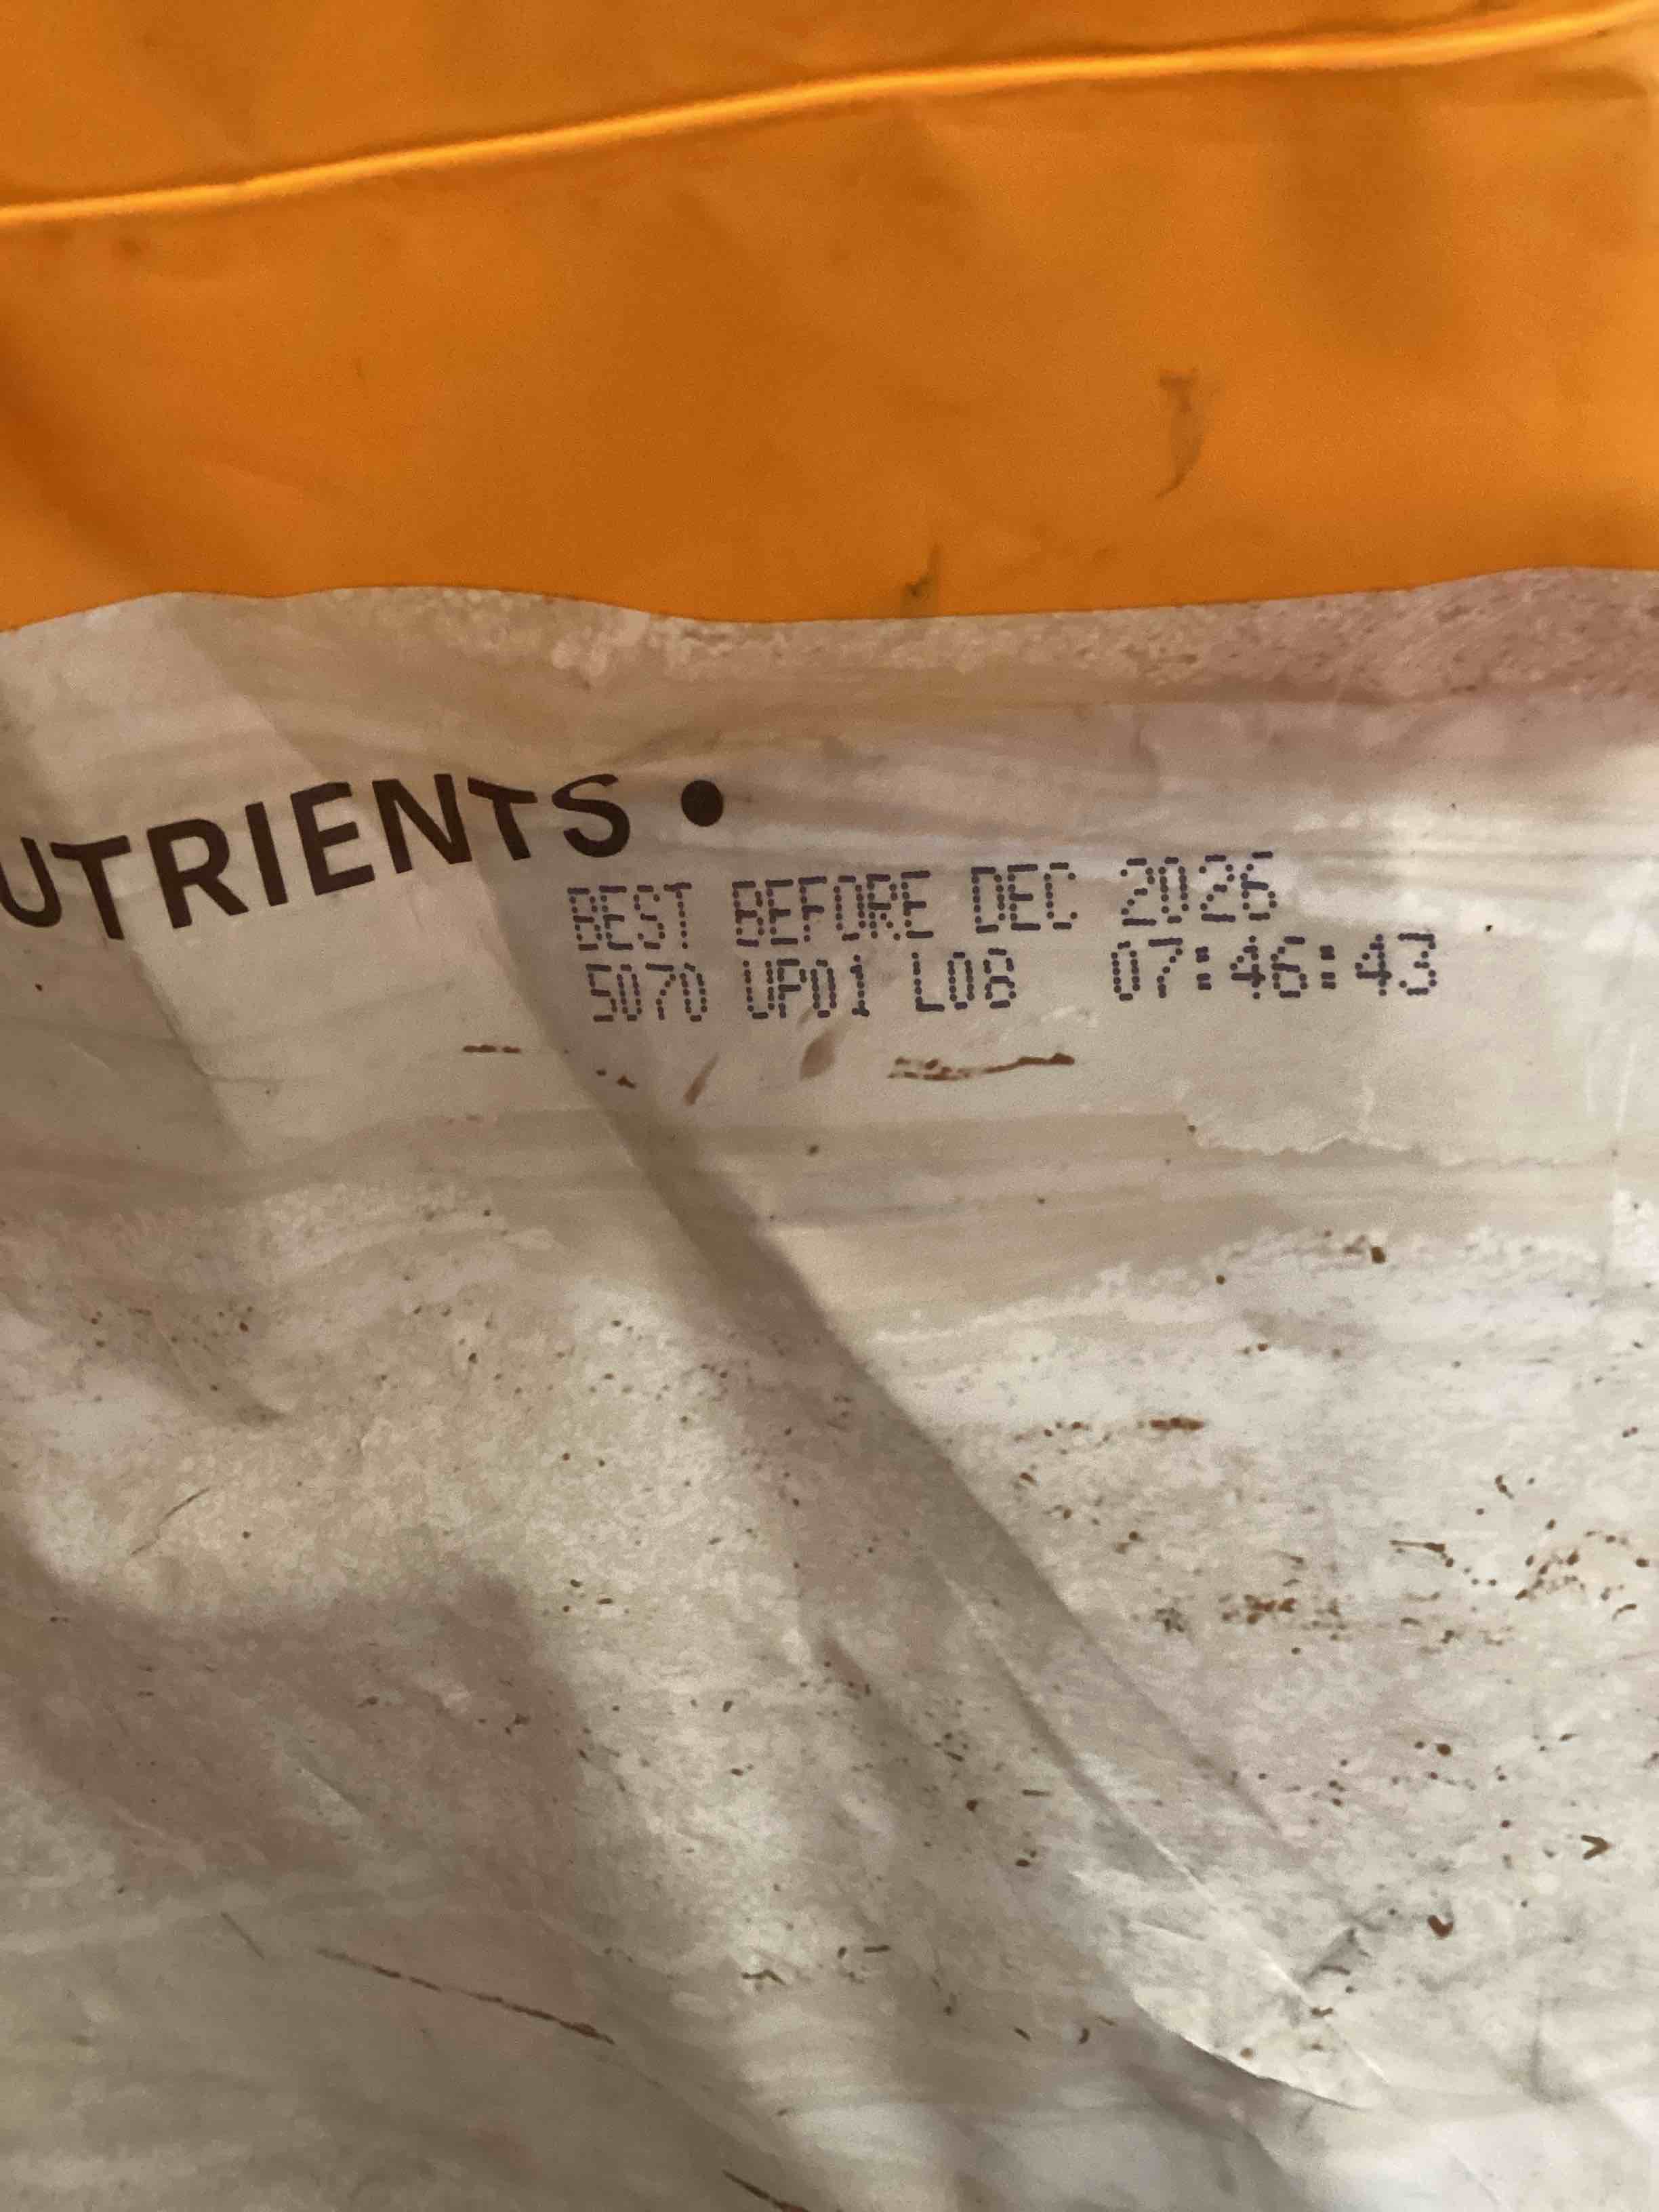 UTRIENTS •
BEST BEFORE DEC 2026
5070 UP01 L08 07:46:43